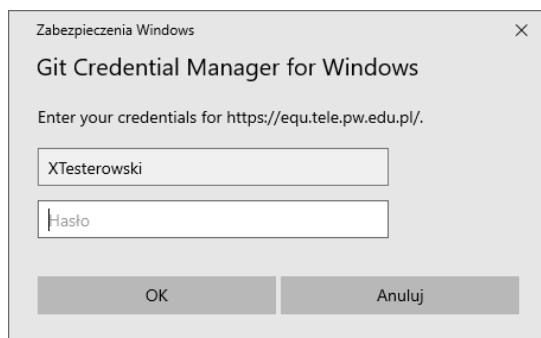 Zabezpieczenia Windows
Git Credential Manager for Windows
Enter your credentials for https://equ.tele.pw.edu.pl/.
XTesterowski
Hasło
OK Anuluj